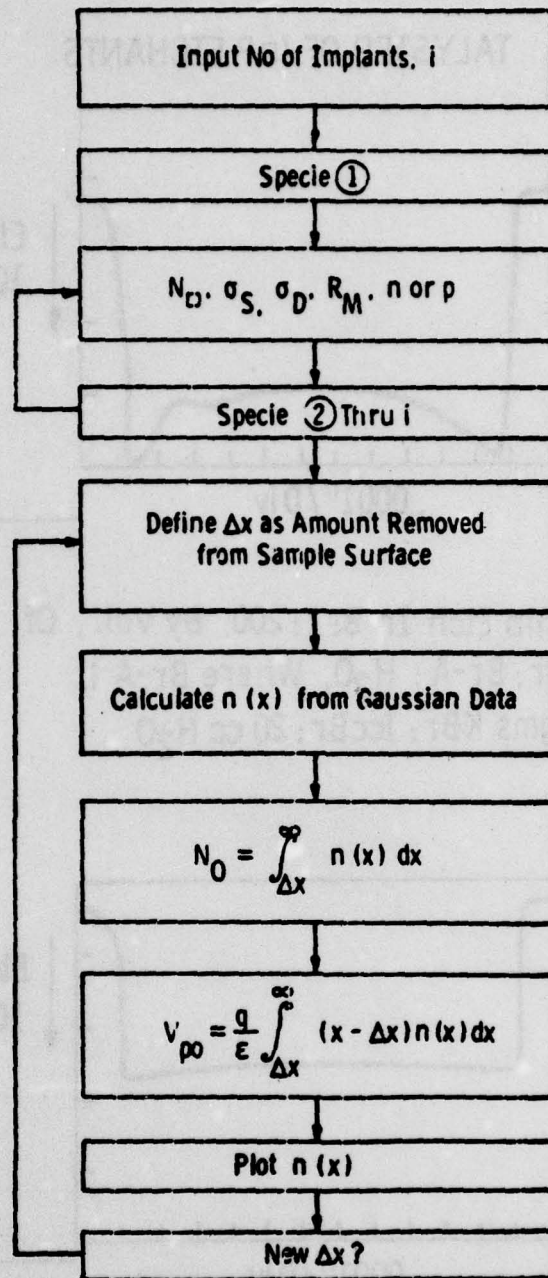 Input No of Implants, i
Specie ①
N_D, σ_S, σ_D, R_M, n or p
Specie ② Thru i
Define Δx as Amount Removed
from Sample Surface
Calculate n (x) from Gaussian Data
N_O = ∫_Δx^∞ n (x) dx
V_po = q/ε ∫_Δx^∞ (x - Δx) n (x) dx
Plot n (x)
New Δx ?